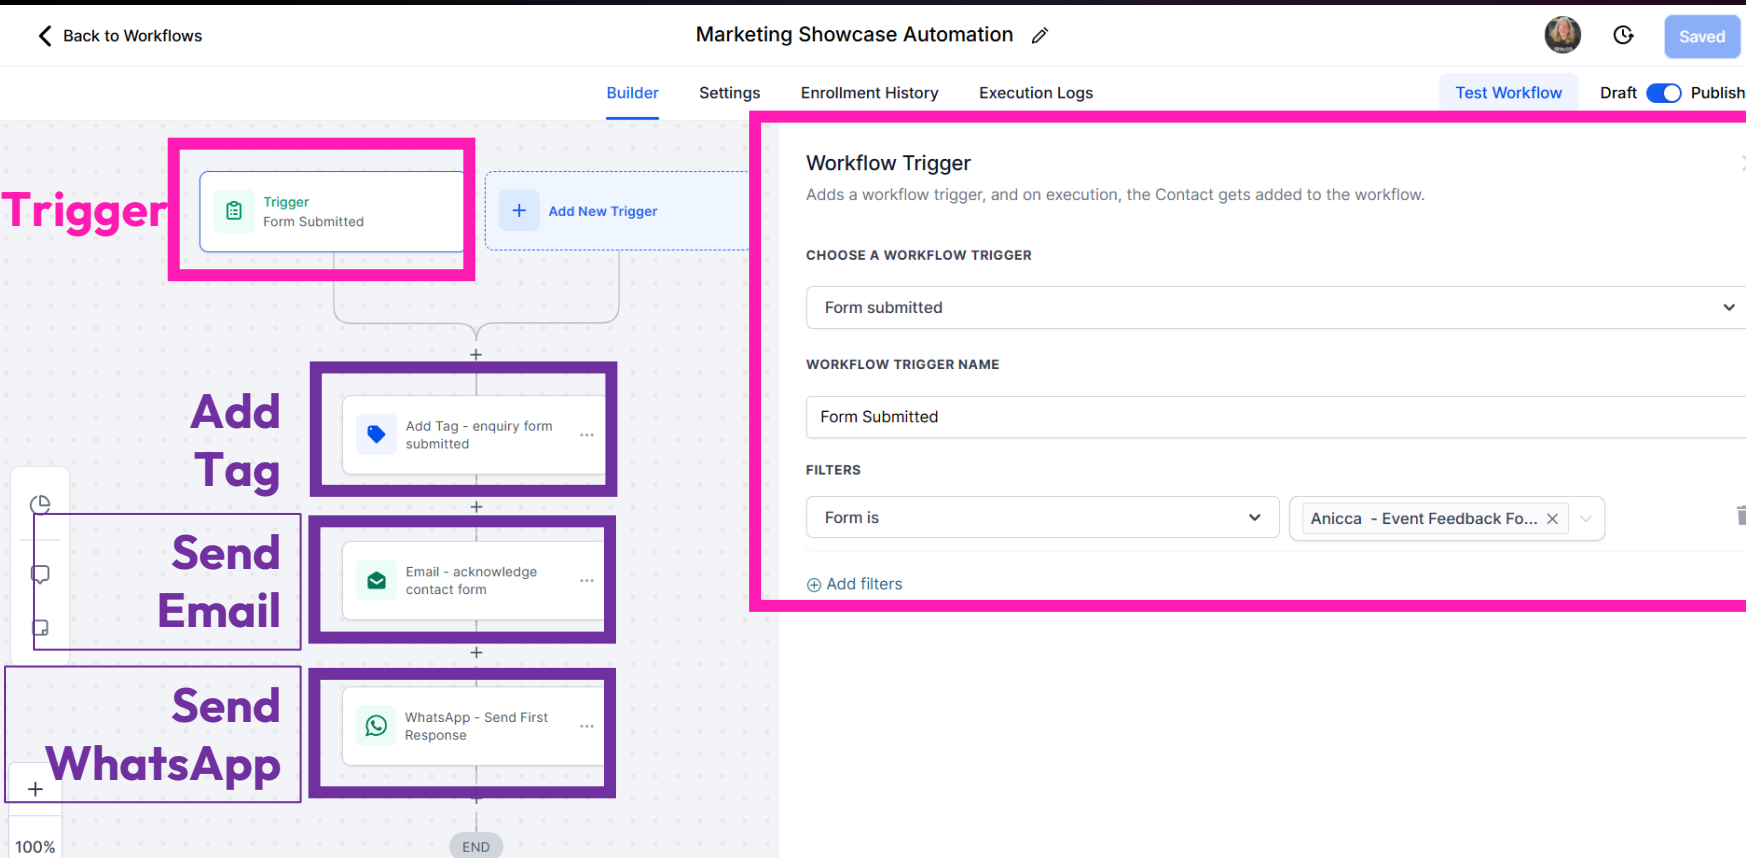 Back to Workflows
Marketing Showcase Automation
Saved
Builder
Settings
Enrollment History
Execution Logs
Test Workflow
Draft
Publish
Trigger
Trigger
Form Submitted
Add New Trigger
Add
Tag
Add Tag - enquiry form
submitted
Send
Email
Email - acknowledge
contact form
Send
WhatsApp
WhatsApp - Send First
Response
END
100%
Workflow Trigger
Adds a workflow trigger, and on execution, the Contact gets added to the workflow.
CHOOSE A WORKFLOW TRIGGER
Form submitted
WORKFLOW TRIGGER NAME
Form Submitted
FILTERS
Form is
Anicca - Event Feedback Fo...
Add filters